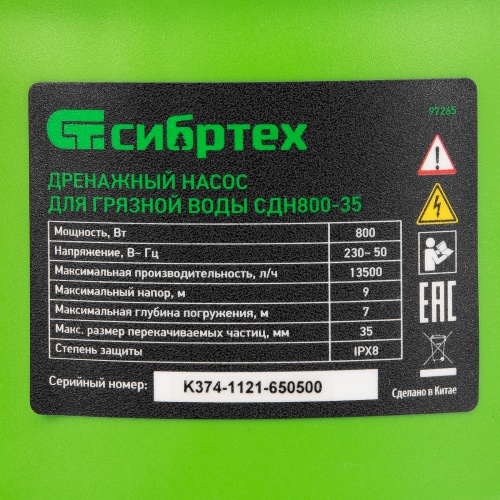 97265
сибртех
ДРЕНАЖНЫЙ НАСОС
ДЛЯ ГРЯЗНОЙ ВОДЫ СДН800-35
Мощность, Вт 800
Напряжение, В~ Гц 230~ 50
Максимальная производительность, л/ч 13500
Максимальный напор, м 9
Максимальная глубина погружения, м 7
Макс. размер перекачиваемых частиц, мм 35
Степень защиты IPX8
Серийный номер: K374-1121-650500
EAC
Сделано в Китае